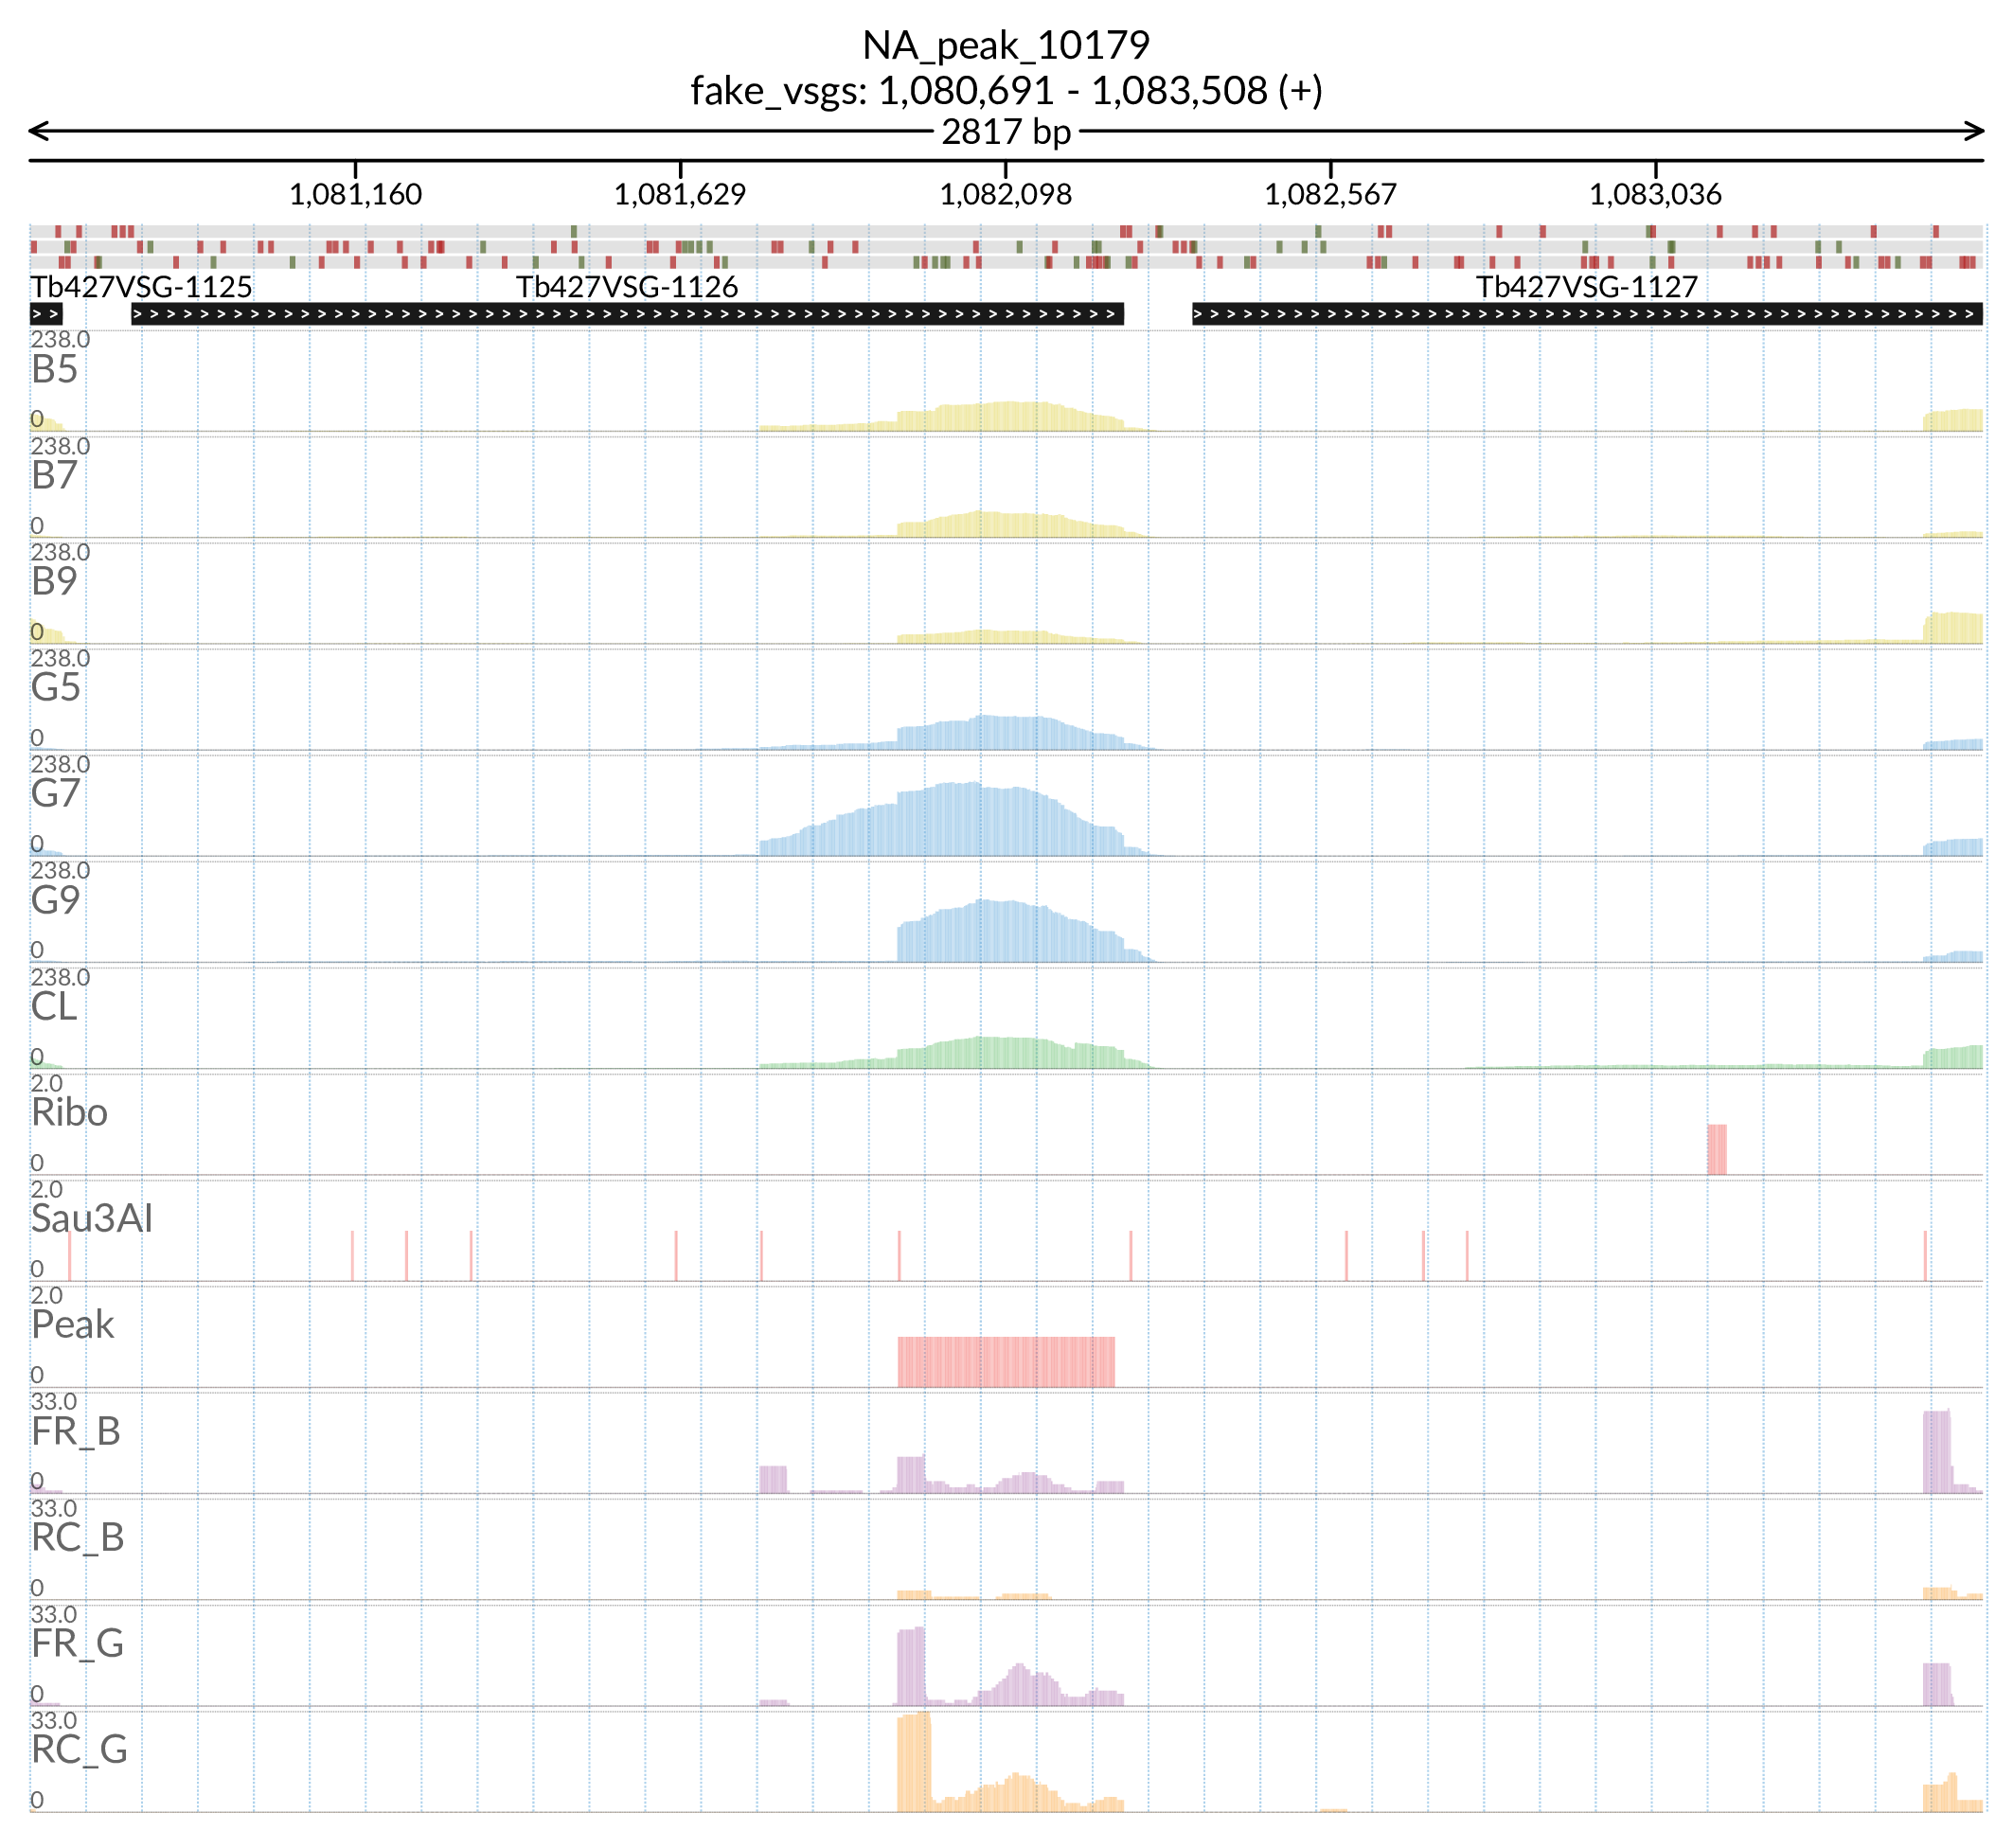 NA_peak_10179
fake_vsgs: 1,080,691 - 1,083,508 (+)
2817 bp
1,081,160 1,081,629 1,082,098 1,082,567 1,083,036
Tb427VSG-1125 Tb427VSG-1126 Tb427VSG-1127
238.0
B5
0
238.0
B7
0
238.0
B9
0
238.0
G5
0
238.0
G7
0
238.0
G9
0
238.0
CL
0
2.0
Ribo
0
2.0
Sau3AI
0
2.0
Peak
0
33.0
FR_B
0
33.0
RC_B
0
33.0
FR_G
0
33.0
RC_G
0